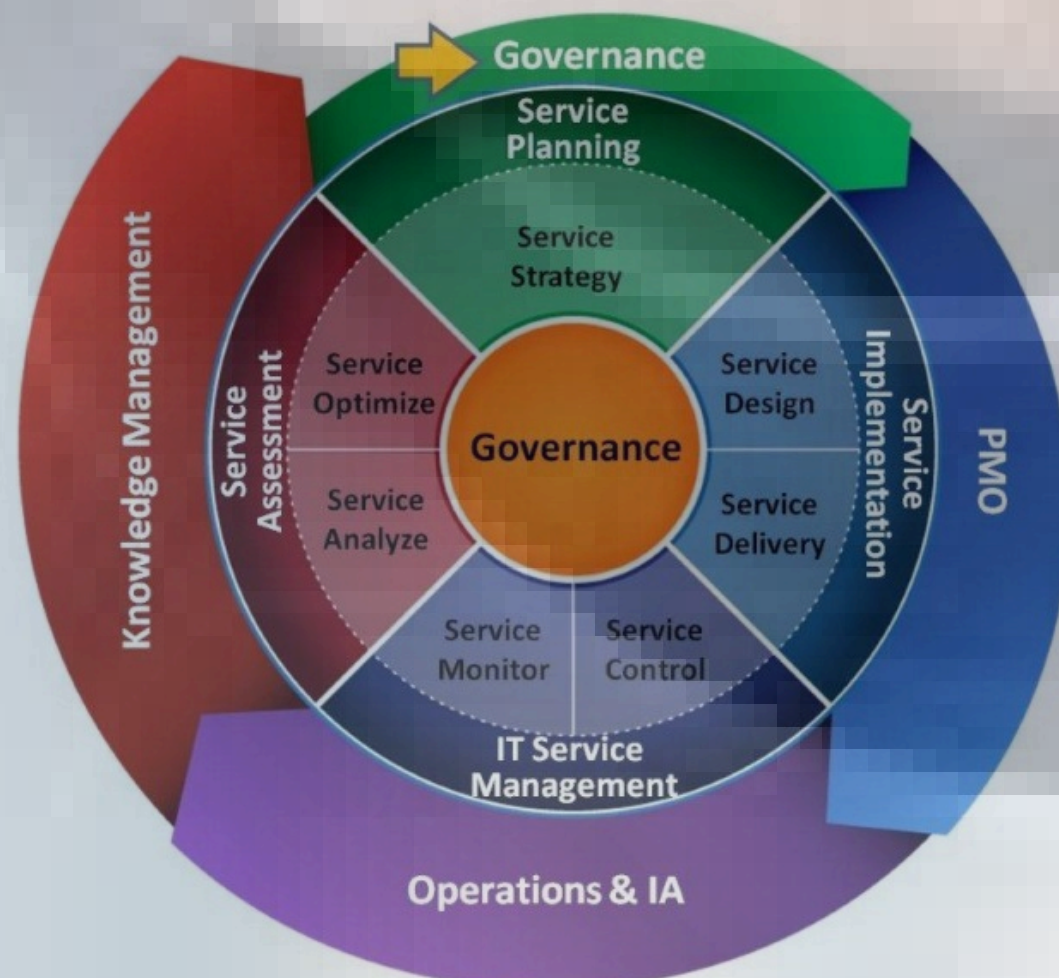 Governance
Service
Planning
Service
Strategy
Service
Design
Service
Delivery
Service
Implementation
PMO
Service
Control
Service
Monitor
IT Service
Management
Operations & IA
Service
Analyze
Service
Optimize
Service
Assessment
Knowledge Management
Governance